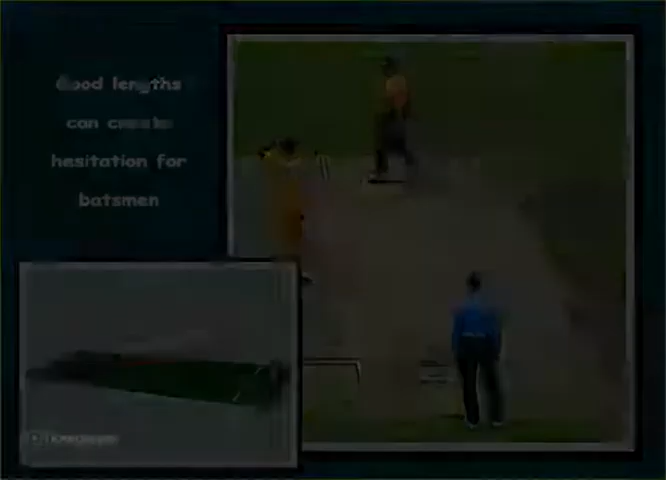 Good lengths
can create
hesitation for
batsmen